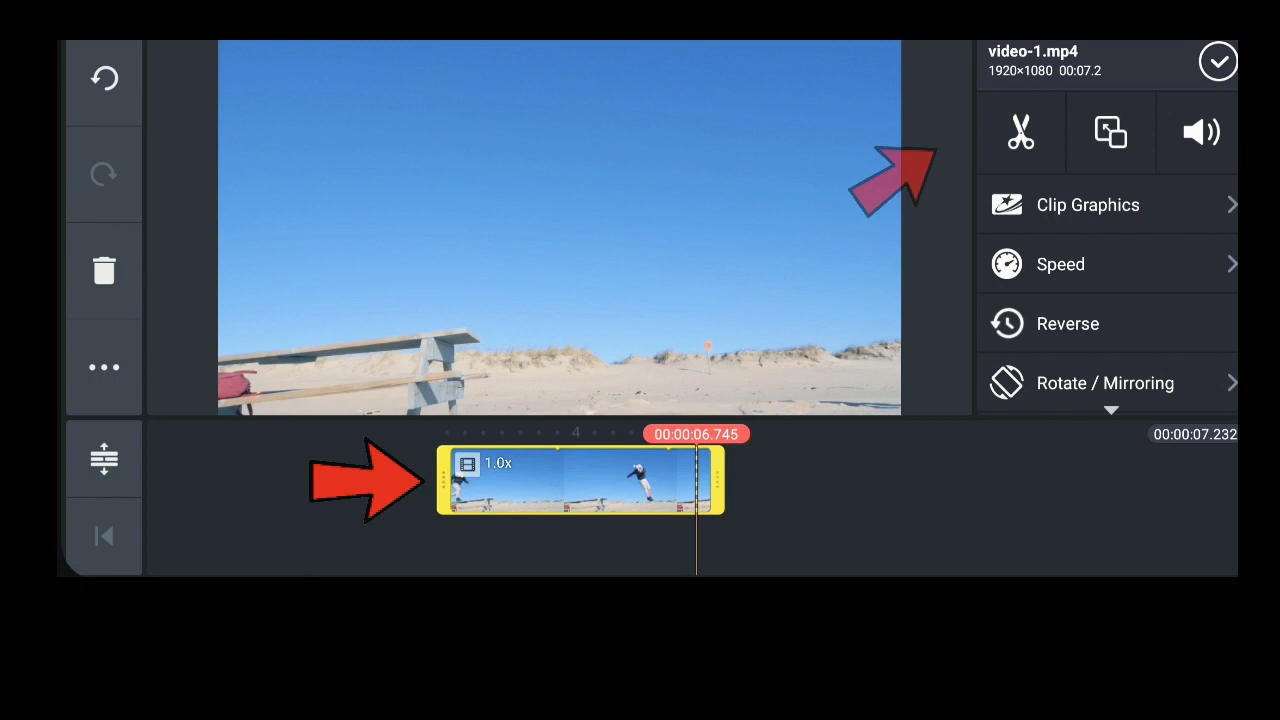 video-1.mp4
1920×1080 00:07.2
Clip Graphics
Speed
Reverse
Rotate / Mirroring
4
00:00:06.745
00:00:07.232
1.0x